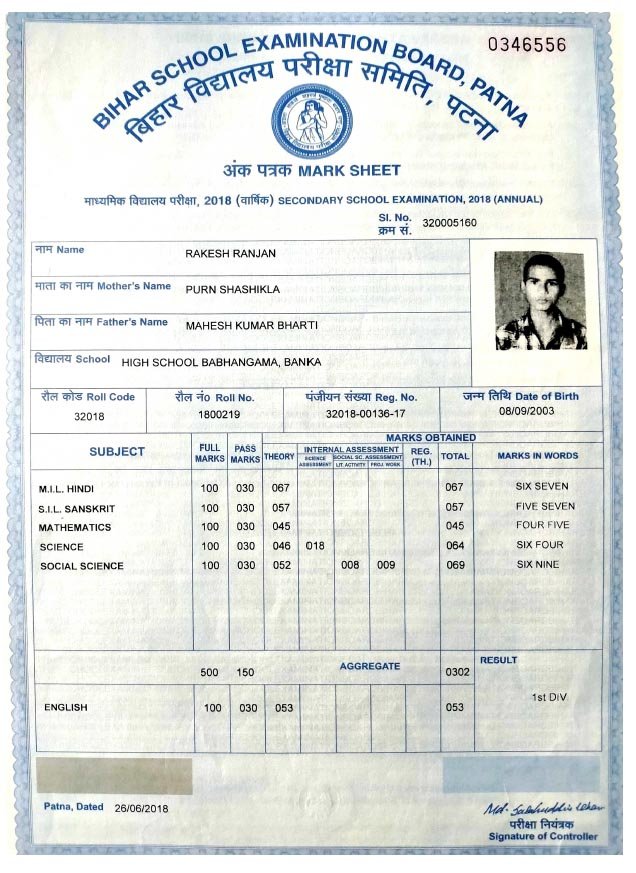 0346556
BIHAR SCHOOL EXAMINATION BOARD, PATNA
बिहार विद्यालय परीक्षा समिति, पटना
अंक पत्रक MARK SHEET
माध्यमिक विद्यालय परीक्षा, 2018 (वार्षिक) SECONDARY SCHOOL EXAMINATION, 2018 (ANNUAL)
Sl. No.
क्रम सं. 320005160
नाम Name RAKESH RANJAN
माता का नाम Mother's Name PURN SHASHIKLA
पिता का नाम Father's Name MAHESH KUMAR BHARTI
विद्यालय School HIGH SCHOOL BABHANGAMA, BANKA
रौल कोड Roll Code रौल नं० Roll No. पंजीयन संख्या Reg. No. जन्म तिथि Date of Birth
32018 1800219 32018-00136-17 08/09/2003
SUBJECT FULL MARKS PASS MARKS MARKS OBTAINED
THEORY INTERNAL ASSESSMENT REG. (TH.) TOTAL MARKS IN WORDS
SCIENCE ASSESSMENT SOCIAL SC. ASSESSMENT
LIT. ACTIVITY PROJ. WORK
M.I.L. HINDI 100 030 067 067 SIX SEVEN
S.I.L. SANSKRIT 100 030 057 057 FIVE SEVEN
MATHEMATICS 100 030 045 045 FOUR FIVE
SCIENCE 100 030 046 018 064 SIX FOUR
SOCIAL SCIENCE 100 030 052 008 009 069 SIX NINE
500 150 AGGREGATE 0302 RESULT
1st DIV
ENGLISH 100 030 053 053
Patna, Dated 26/06/2018
परीक्षा नियंत्रक
Signature of Controller